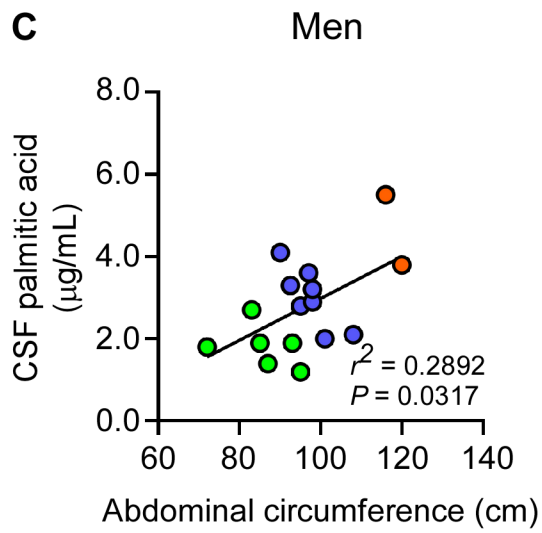 C
Men
CSF palmitic acid
(μg/mL)
8.0
6.0
4.0
2.0
0.0
r² = 0.2892
P = 0.0317
60 80 100 120 140
Abdominal circumference (cm)